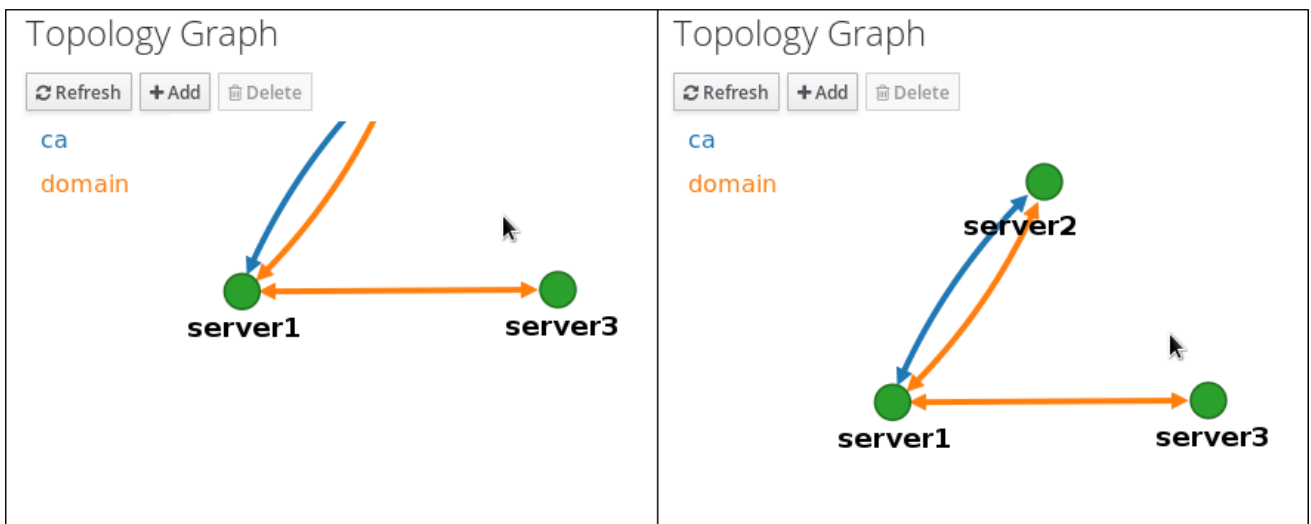 Topology Graph
Refresh Add Delete
ca
domain
server1
server3
Topology Graph
Refresh Add Delete
ca
domain
server2
server1
server3